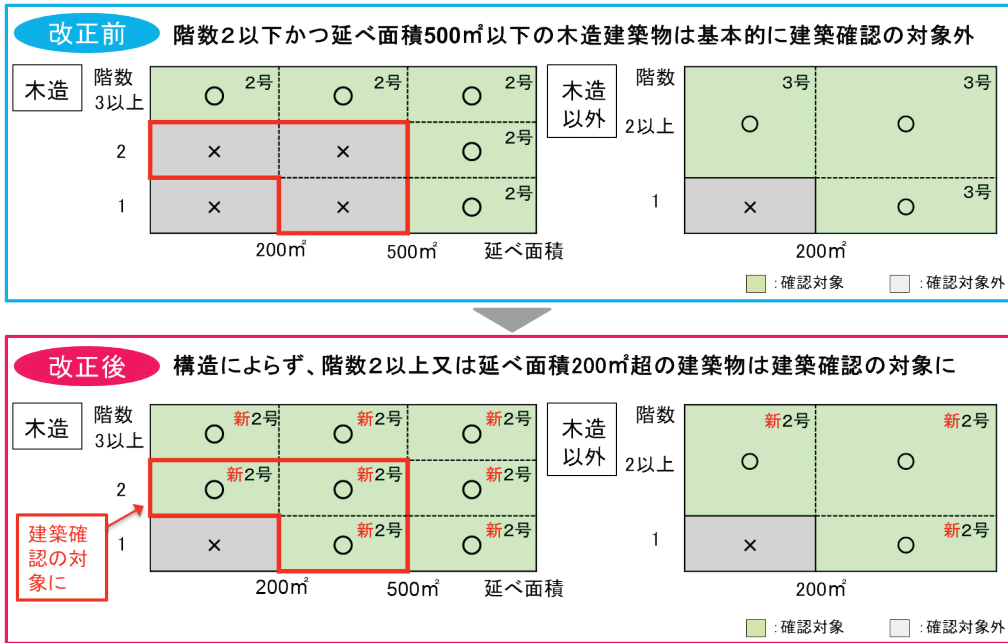 改正前 階数2以下かつ延べ面積500㎡以下の木造建築物は基本的に建築確認の対象外
木造
階数
3以上
2
1
○ 2号 ○ 2号 ○ 2号
× × ○ 2号
× × ○ 2号
200㎡ 500㎡ 延べ面積
木造
以外
階数
2以上
1
○ 3号 ○ 3号
× ○ 3号
200㎡
:確認対象 :確認対象外
改正後 構造によらず、階数2以上又は延べ面積200㎡超の建築物は建築確認の対象に
木造
階数
3以上
2
1
○ 新2号 ○ 新2号 ○ 新2号
○ 新2号 ○ 新2号 ○ 新2号
× ○ 新2号 ○ 新2号
建築確
認の対
象に
200㎡ 500㎡ 延べ面積
木造
以外
階数
2以上
1
○ 新2号 ○ 新2号
× ○ 新2号
200㎡
:確認対象 :確認対象外